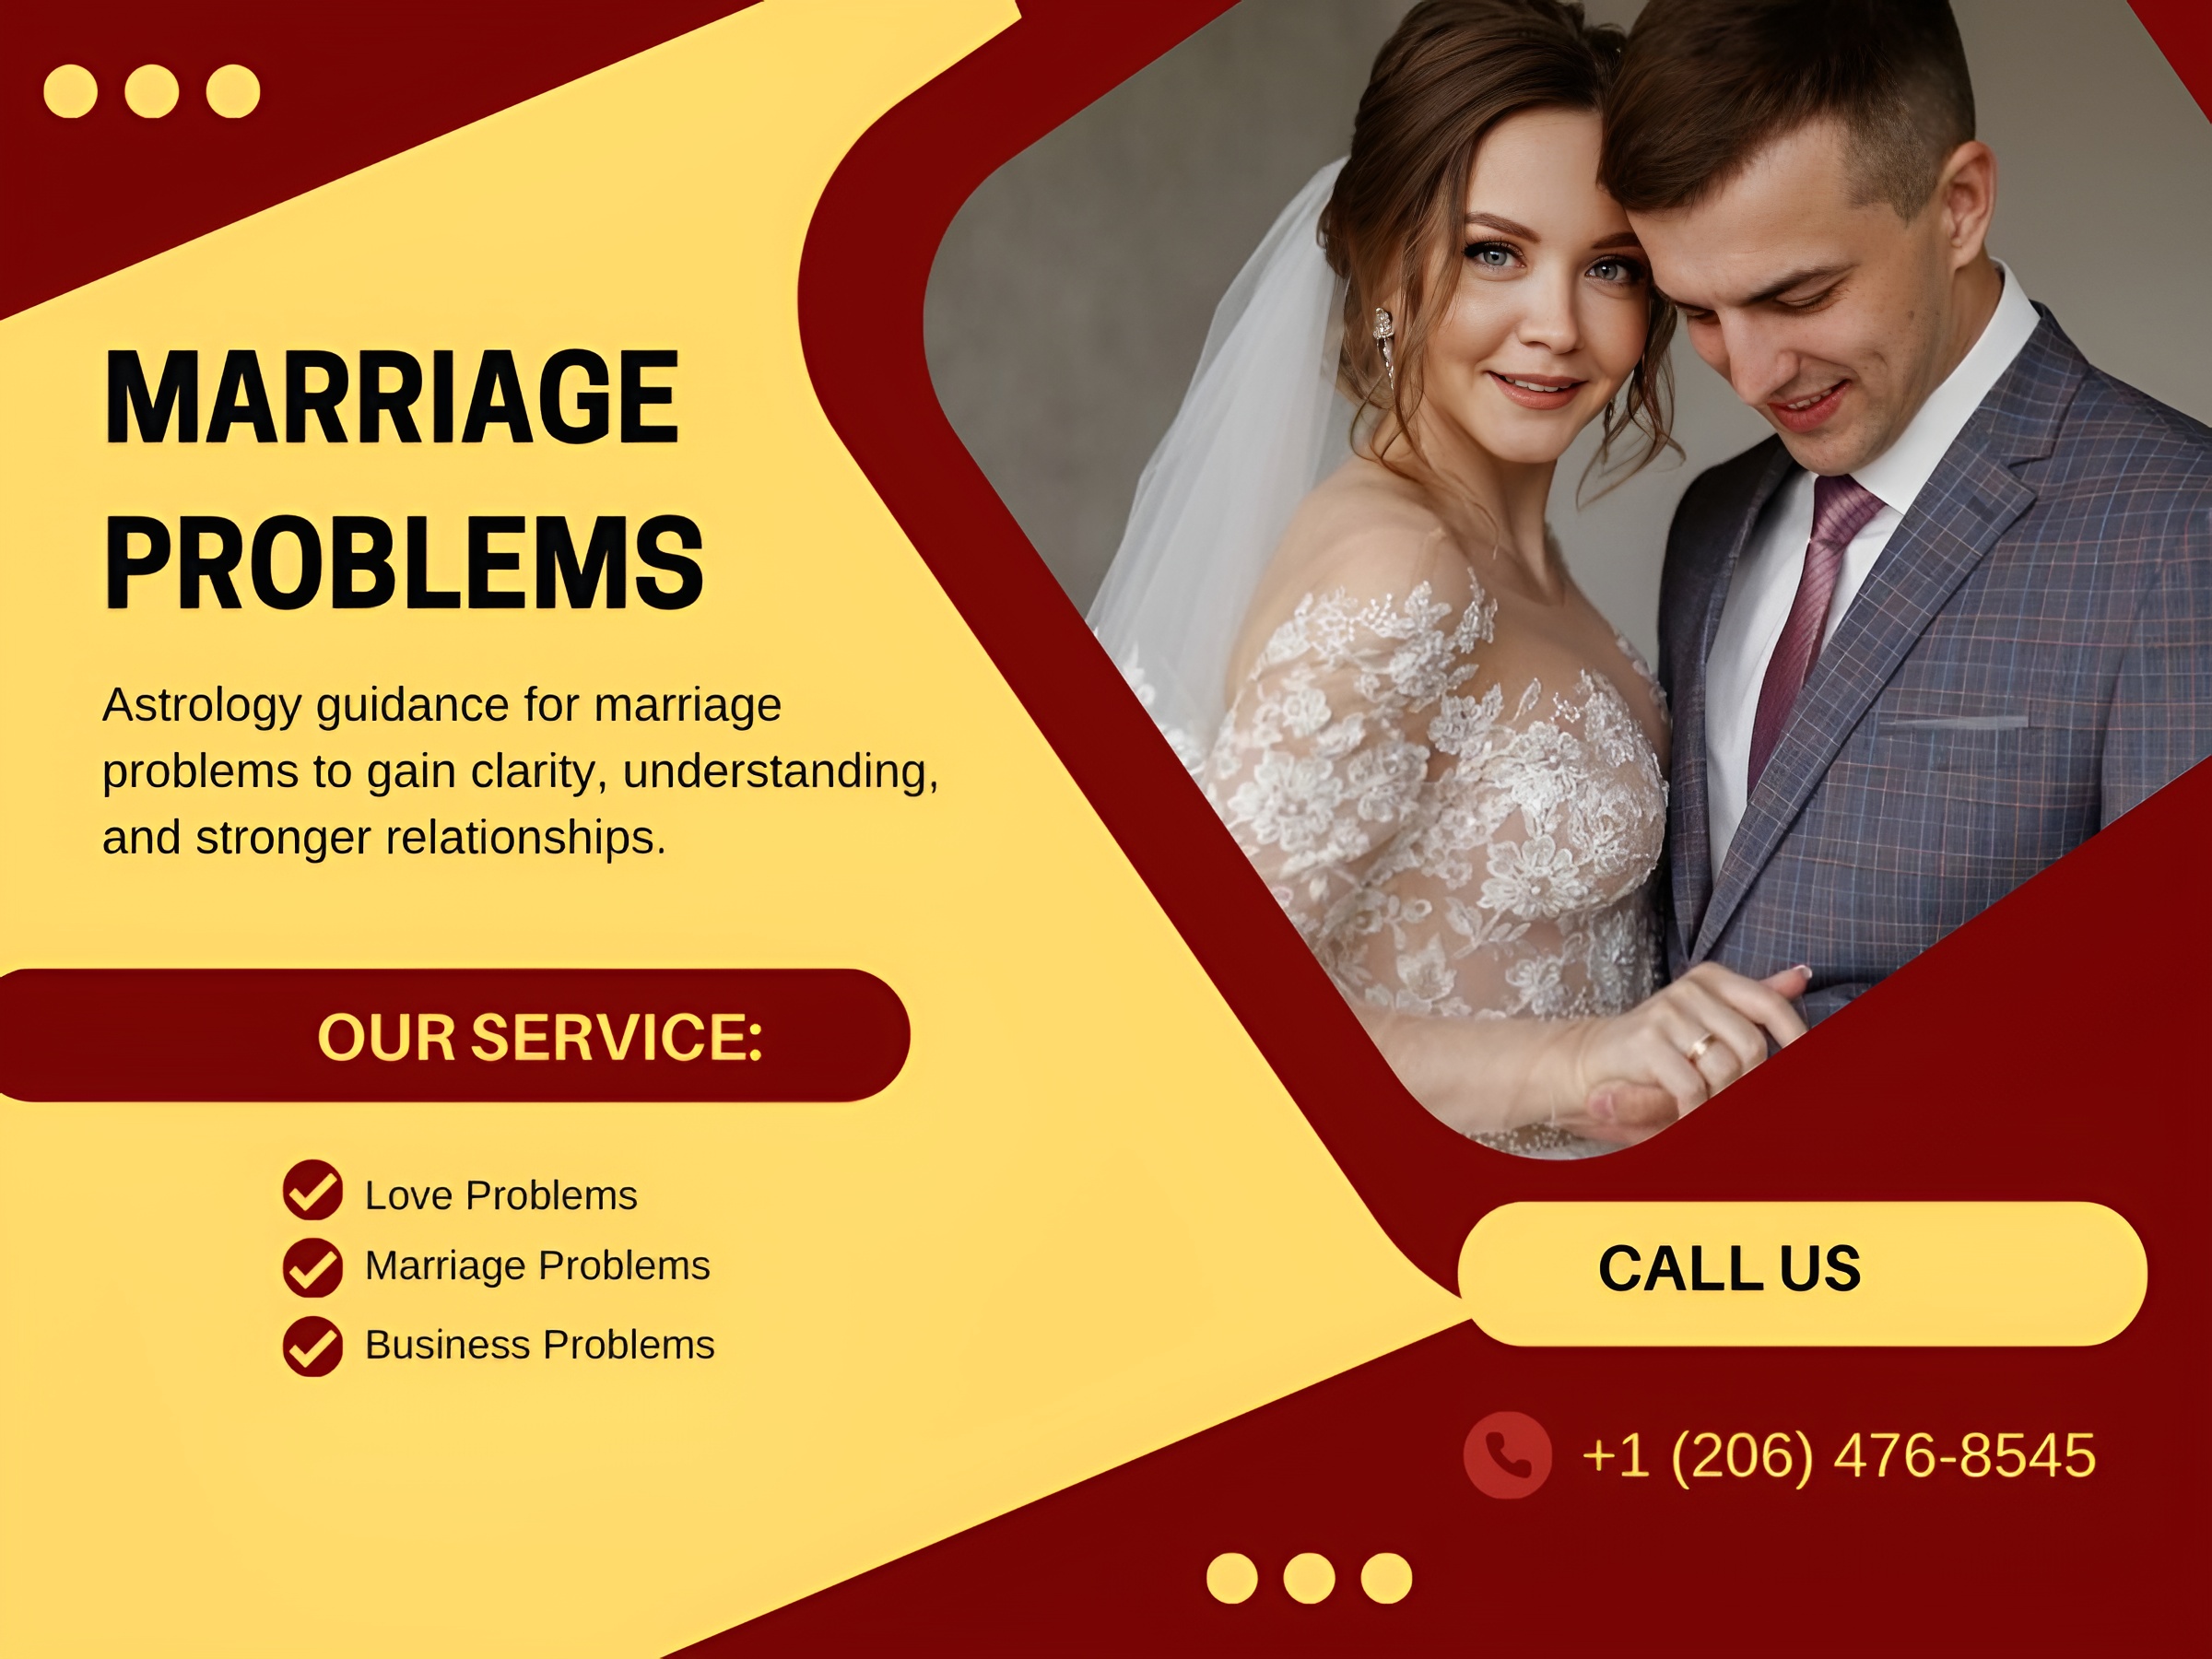 MARRIAGE
PROBLEMS
Astrology guidance for marriage
problems to gain clarity, understanding,
and stronger relationships.
OUR SERVICE:
Love Problems
Marriage Problems
Business Problems
CALL US
+1 (206) 476-8545